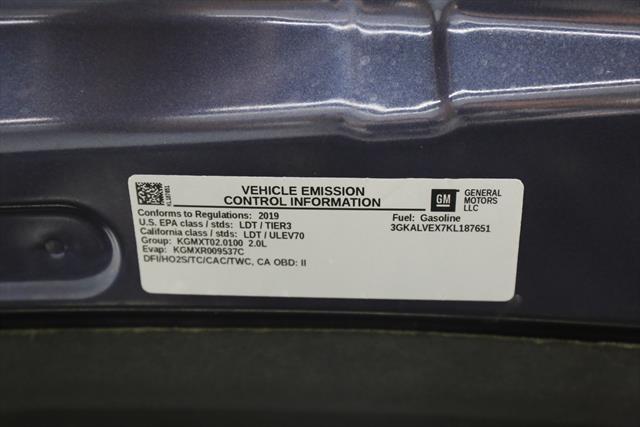 VEHICLE EMISSION
CONTROL INFORMATION
GM
GENERAL
MOTORS
LLC
Conforms to Regulations: 2019
U.S. EPA class / stds: LDT / TIER3
California class / stds: LDT / ULEV70
Group: KGMXT02.0100 2.0L
Evap: KGMXR009537C
DFI/HO2S/TC/CAC/TWC, CA OBD: II
Fuel: Gasoline
3GKALVEX7KL187651